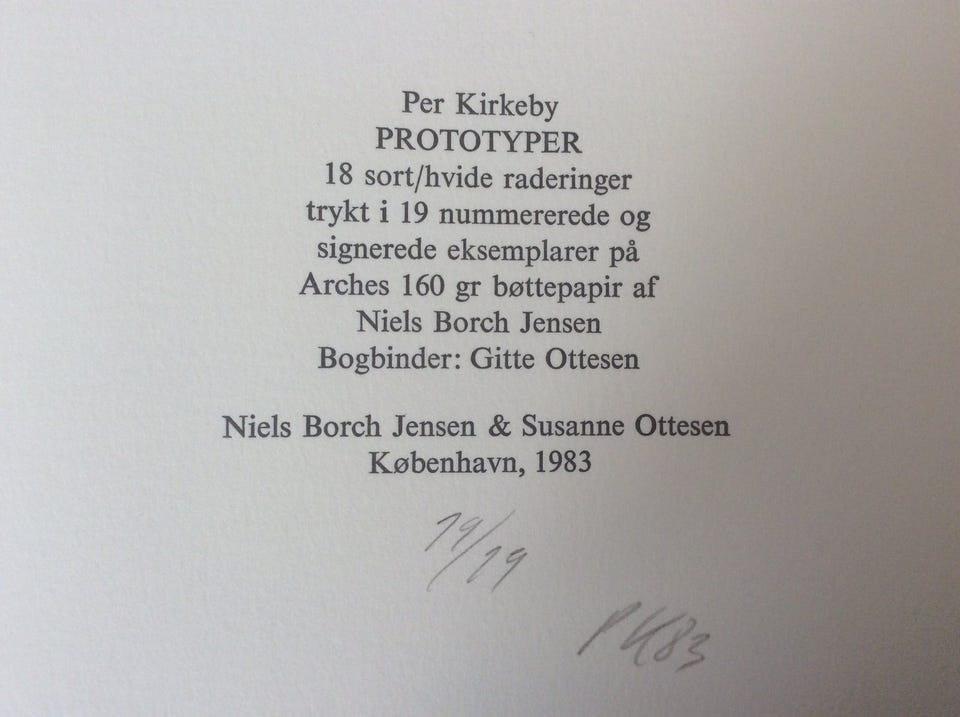 Per Kirkeby
PROTOTYPER
18 sort/hvide raderinger
trykt i 19 nummererede og
signerede eksemplarer på
Arches 160 gr bøttepapir af
Niels Borch Jensen
Bogbinder: Gitte Ottesen
Niels Borch Jensen & Susanne Ottesen
København, 1983
19/19
PK83